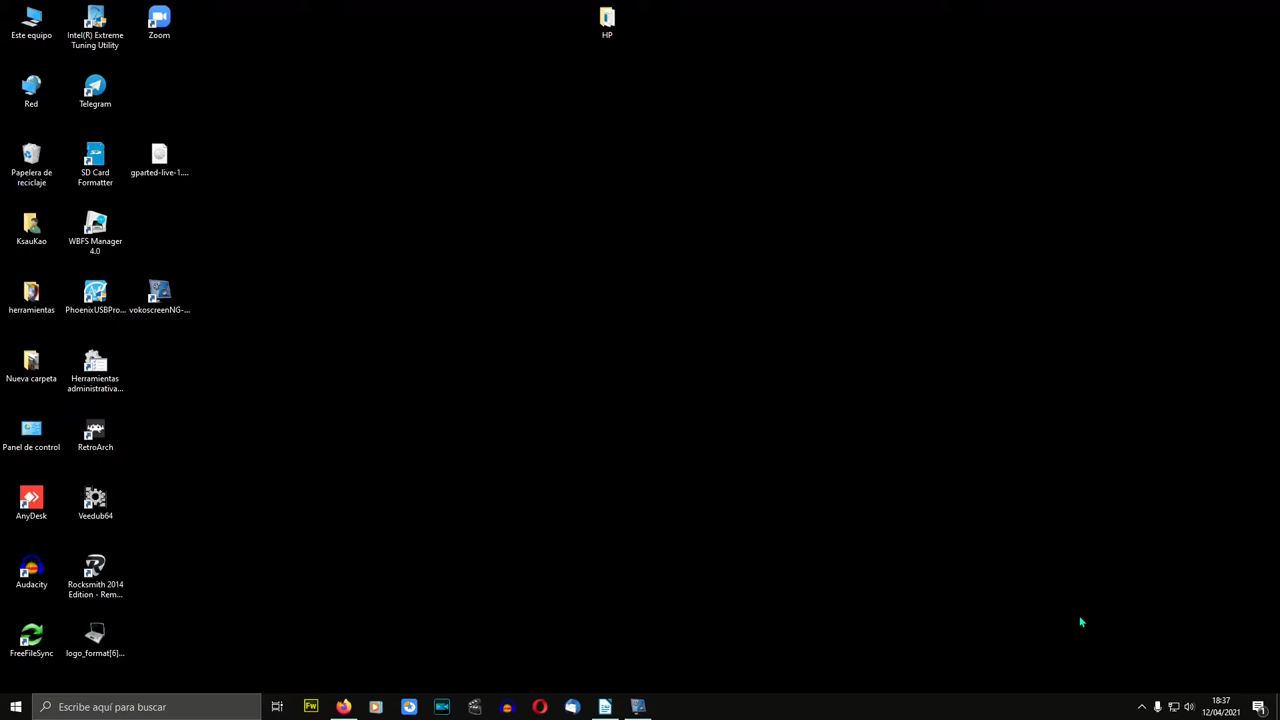 Este equipo
Intel(R) Extreme
Tuning Utility
Zoom
HP
Red
Telegram
Papelera de
reciclaje
SD Card
Formatter
gparted-live-1....
KsauKao
WBFS Manager
4.0
herramientas
PhoenixUSBPro...
vokoscreenNG-...
Nueva carpeta
Herramientas
administrativa...
Panel de control
RetroArch
AnyDesk
Veedub64
Audacity
Rocksmith 2014
Edition - Rem...
FreeFileSync
logo_format[6]...
Escribe aquí para buscar
Fw
18:37
12/04/2021
1